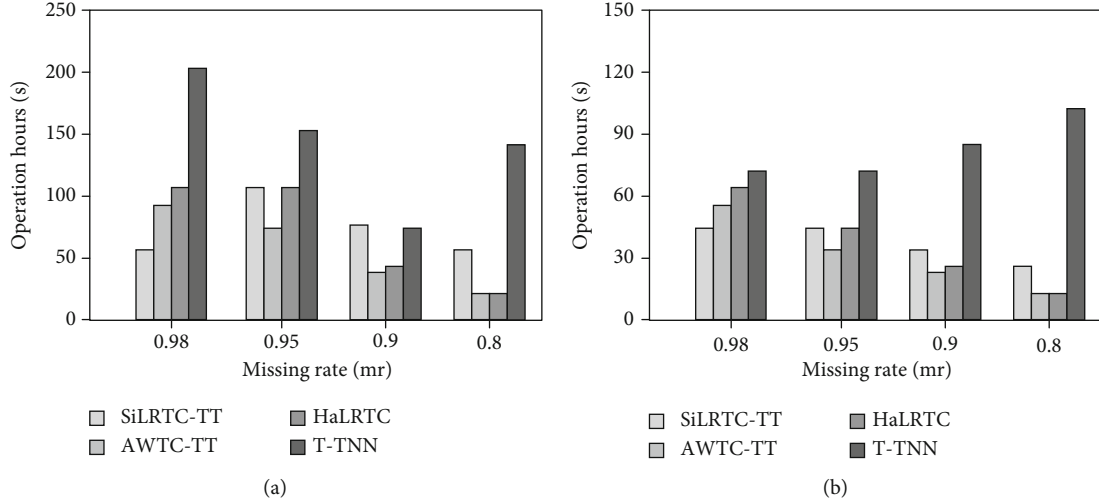 250
200
150
100
50
0
Operation hours (s)
0.98 0.95 0.9 0.8
Missing rate (mr)
SiLRTC-TT HaLRTC
AWTC-TT T-TNN
(a)
150
120
90
60
30
0
Operation hours (s)
0.98 0.95 0.9 0.8
Missing rate (mr)
SiLRTC-TT HaLRTC
AWTC-TT T-TNN
(b)